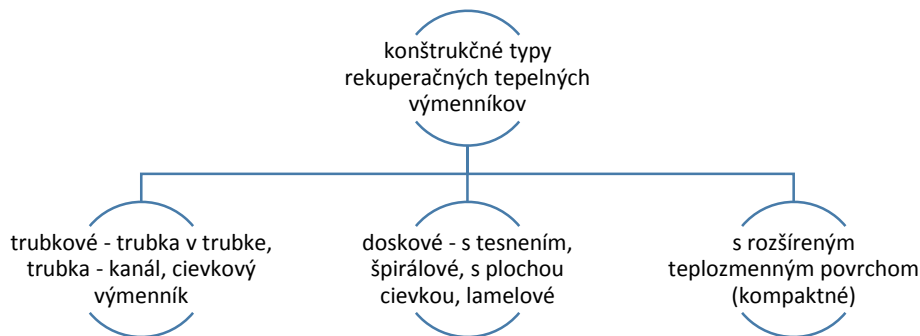 konštrukčné typy
rekuperačných tepelných
výmenníkov
trubkové - trubka v trubke,
trubka - kanál, cievkový
výmenník
doskové - s tesnením,
špirálové, s plochou
cievkou, lamelové
s rozšíreným
teplozmenným povrchom
(kompaktné)